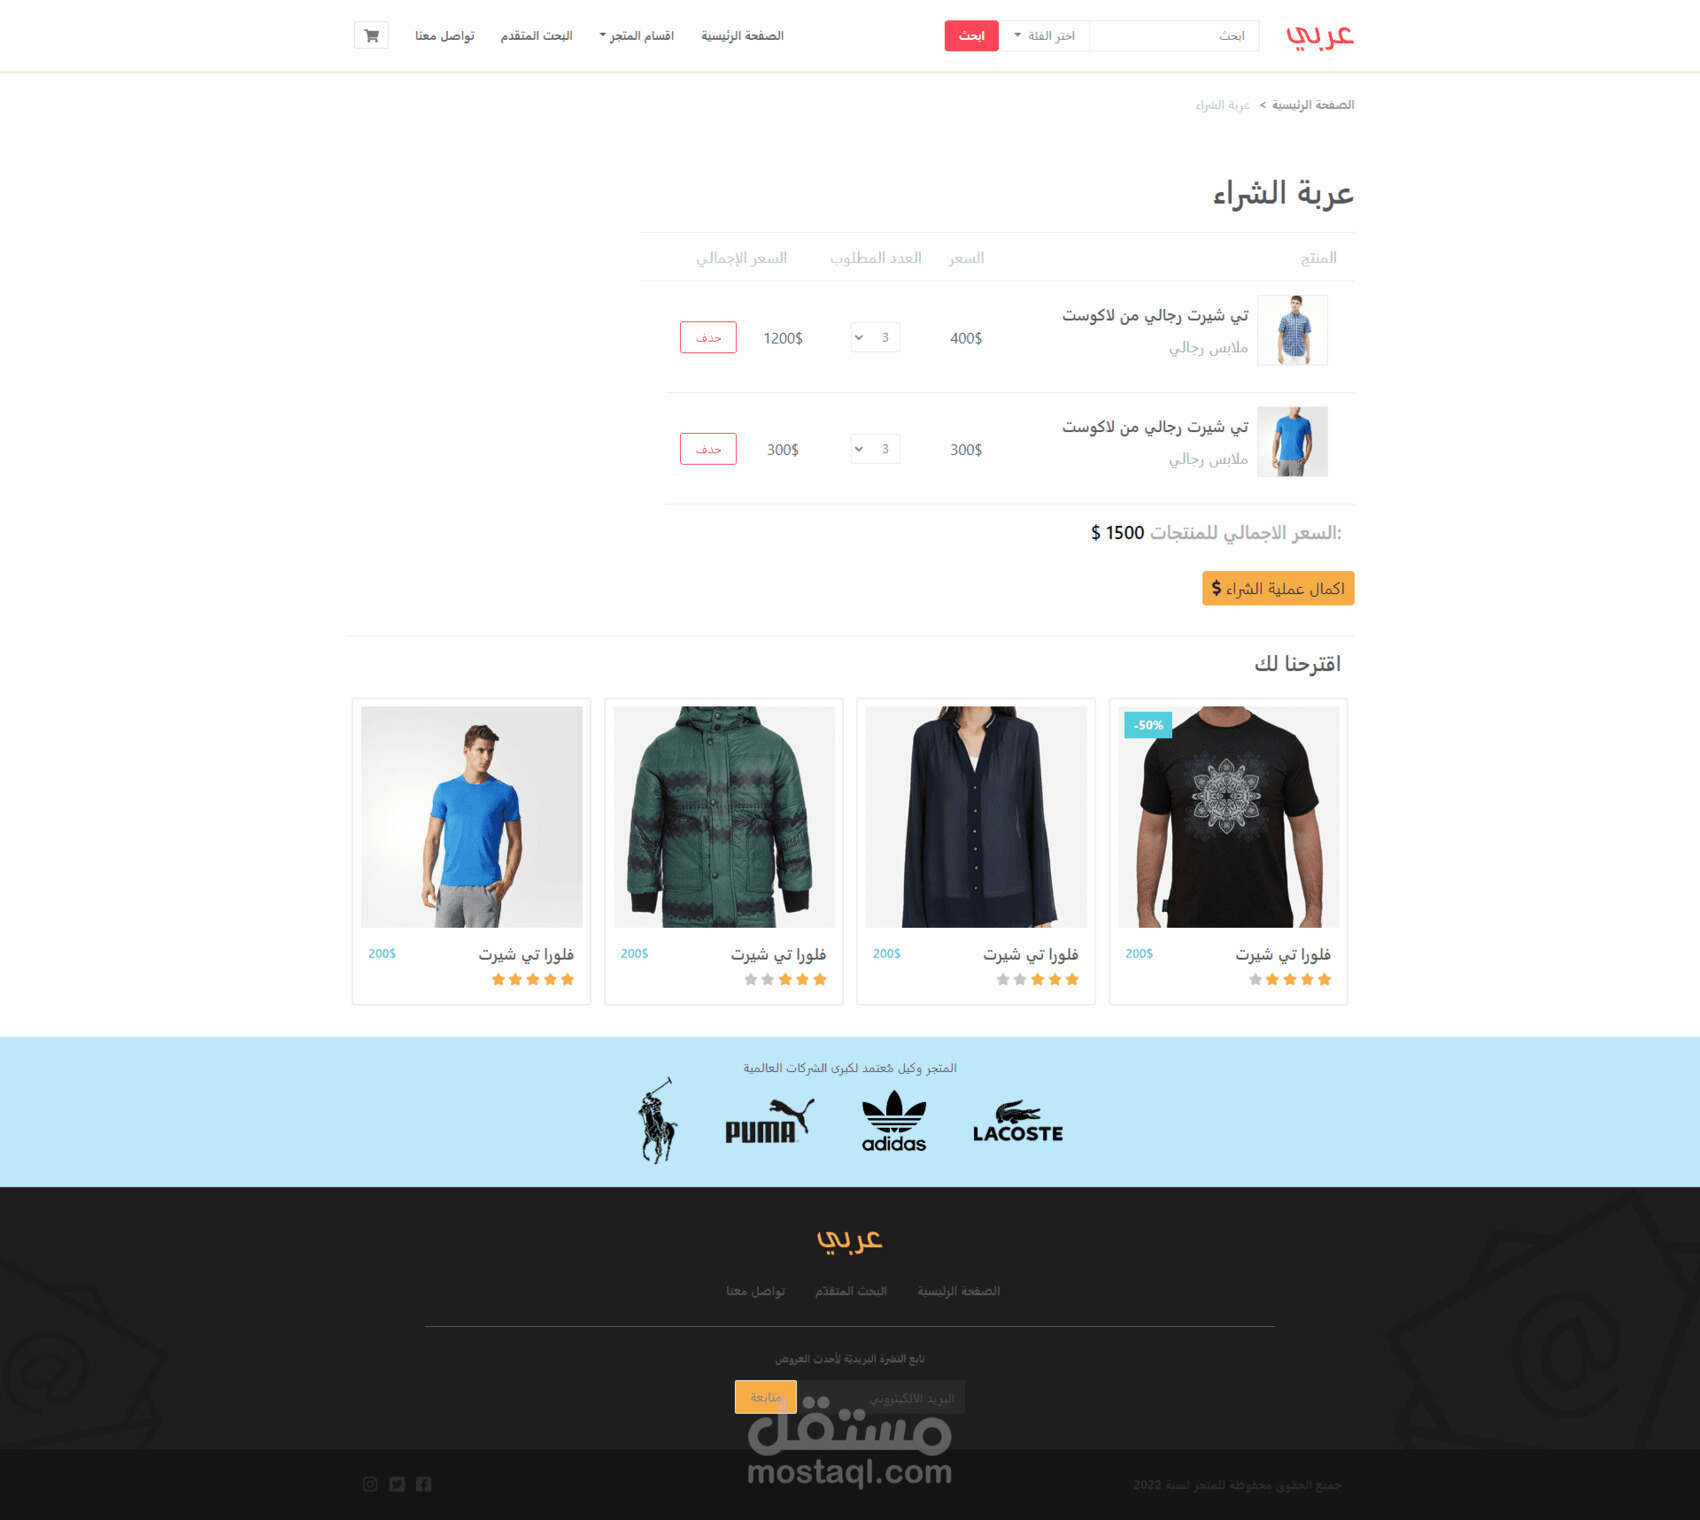 عربي
ابحث
اختر الفئة
ابحث
الصفحة الرئيسية
اقسام المتجر
البحث المتقدم
تواصل معنا
الصفحة الرئيسية > عربة الشراء
عربة الشراء
المنتج السعر العدد المطلوب السعر الإجمالي
تي شيرت رجالي من لاكوست
ملابس رجالي
400$ 3 1200$ حذف
تي شيرت رجالي من لاكوست
ملابس رجالي
300$ 3 300$ حذف
السعر الاجمالي للمنتجات: 1500 $
اكمال عملية الشراء $
اقترحنا لك
-50%
فلورا تي شيرت 200$
فلورا تي شيرت 200$
فلورا تي شيرت 200$
فلورا تي شيرت 200$
المتجر وكيل مُعتمد لكبرى الشركات العالمية
LACOSTE
adidas
PUMA
عربي
الصفحة الرئيسية
البحث المتقدّم
تواصل معنا
تابع النشرة البريديّة لأحدث العروض
البريد الالكيتروني
متابعة
مستقل
mostaql.com
جميع الحقوق محفوظة للمتجر لسنة 2022